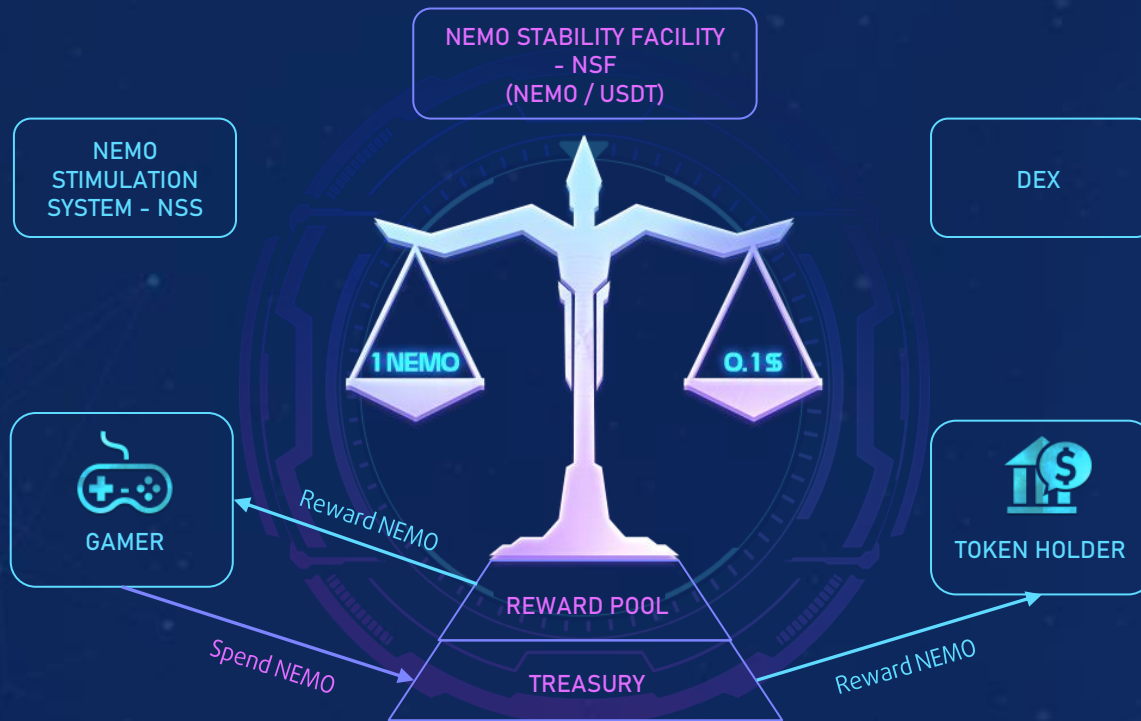 NEMO STABILITY FACILITY
- NSF
(NEMO / USDT)
NEMO
STIMULATION
SYSTEM - NSS
DEX
1 NEMO
0.1$
GAMER
Reward NEMO
TOKEN HOLDER
REWARD POOL
Spend NEMO
TREASURY
Reward NEMO